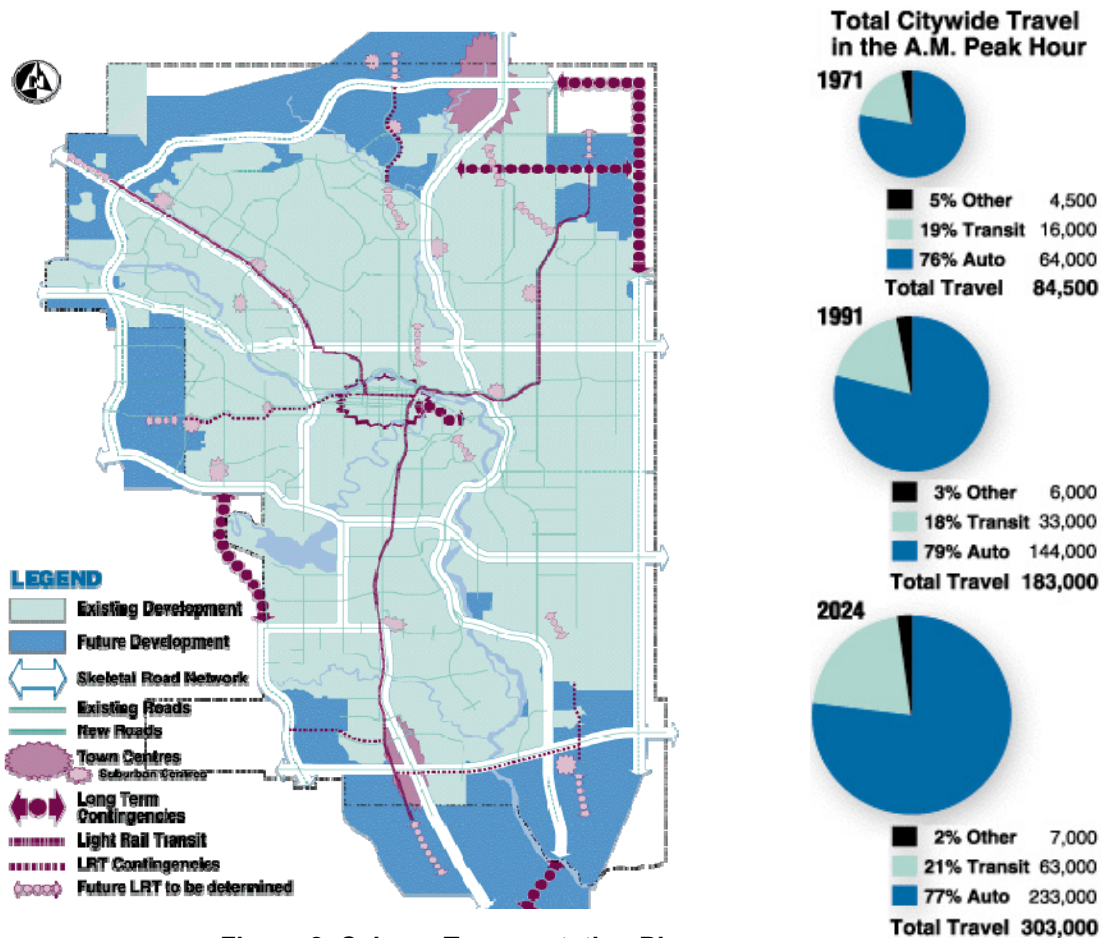 Total Citywide Travel
in the A.M. Peak Hour
1971
5% Other 4,500
19% Transit 16,000
76% Auto 64,000
Total Travel 84,500
1991
3% Other 6,000
18% Transit 33,000
79% Auto 144,000
Total Travel 183,000
2024
2% Other 7,000
21% Transit 63,000
77% Auto 233,000
Total Travel 303,000
LEGEND
Existing Development
Future Development
Skeletal Road Network
Existing Roads
New Roads
Town Centres
Suburban Centres
Long Term
Contingencies
Light Rail Transit
LRT Contingencies
Future LRT to be determined